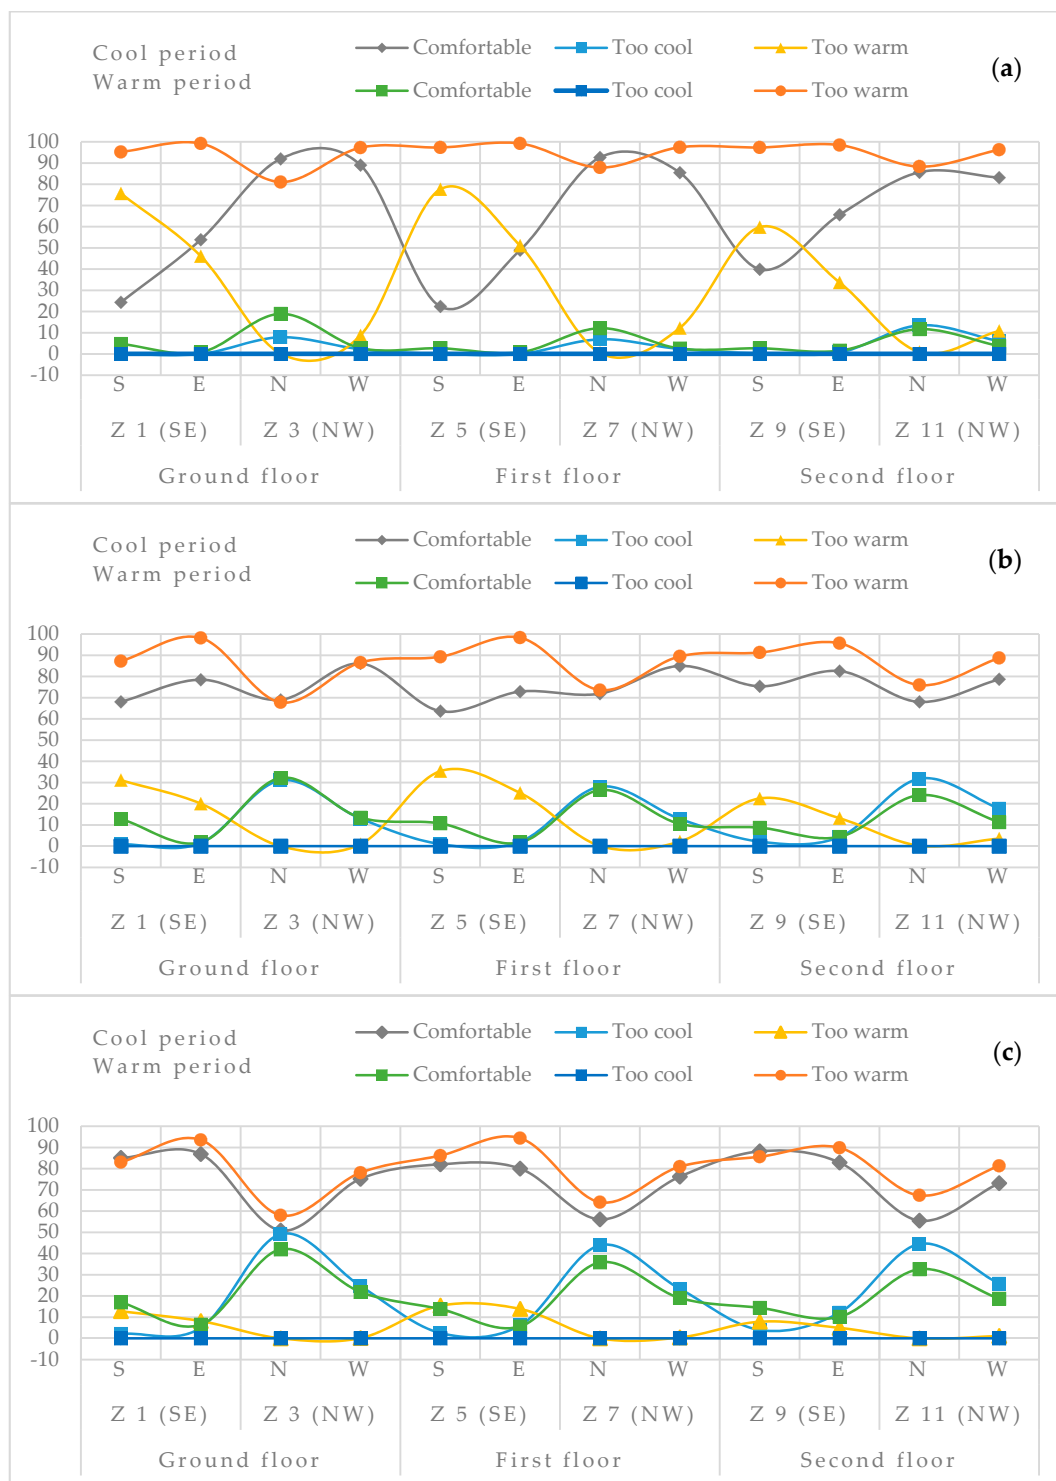 Cool period Comfortable Too cool Too warm (a)
Warm period Comfortable Too cool Too warm
100
90
80
70
60
50
40
30
20
10
0
-10
S E N W S E N W S E N W
Z 1 (SE) Z 3 (NW) Z 5 (SE) Z 7 (NW) Z 9 (SE) Z 11 (NW)
Ground floor First floor Second floor
Cool period Comfortable Too cool Too warm (b)
Warm period Comfortable Too cool Too warm
100
90
80
70
60
50
40
30
20
10
0
-10
S E N W S E N W S E N W
Z 1 (SE) Z 3 (NW) Z 5 (SE) Z 7 (NW) Z 9 (SE) Z 11 (NW)
Ground floor First floor Second floor
Cool period Comfortable Too cool Too warm (c)
Warm period Comfortable Too cool Too warm
100
90
80
70
60
50
40
30
20
10
0
-10
S E N W S E N W S E N W
Z 1 (SE) Z 3 (NW) Z 5 (SE) Z 7 (NW) Z 9 (SE) Z 11 (NW)
Ground floor First floor Second floor